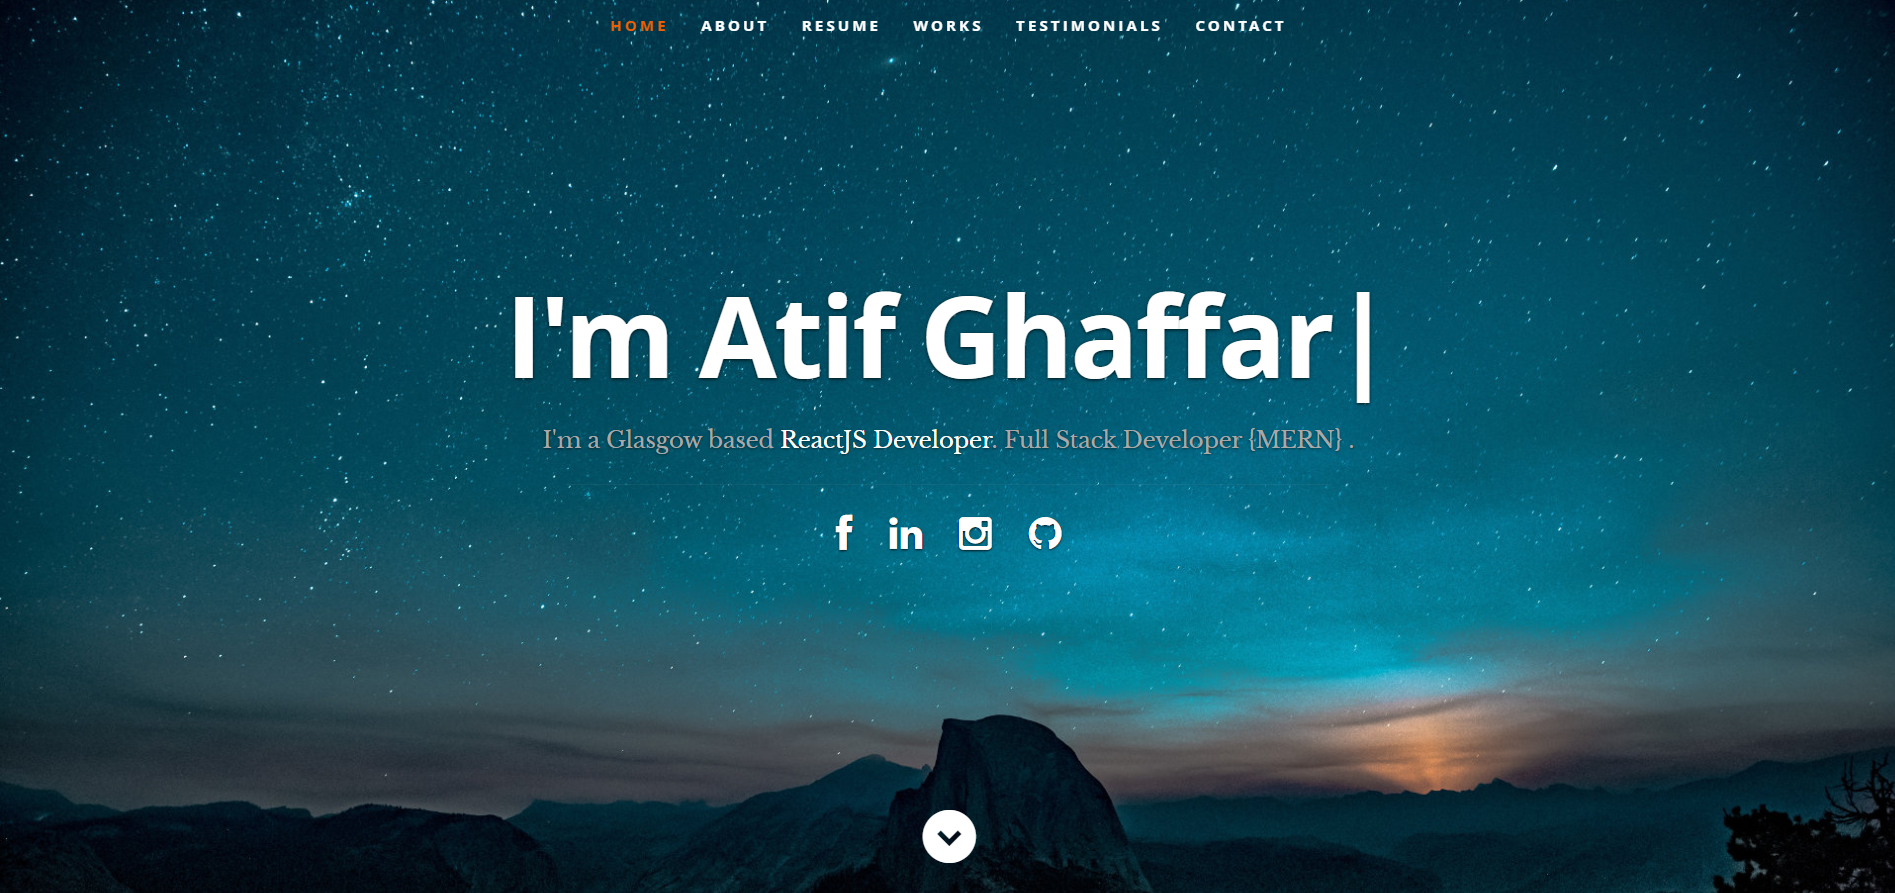 HOME ABOUT RESUME WORKS TESTIMONIALS CONTACT
I'm Atif Ghaffar|
I'm a Glasgow based ReactJS Developer. Full Stack Developer {MERN} .